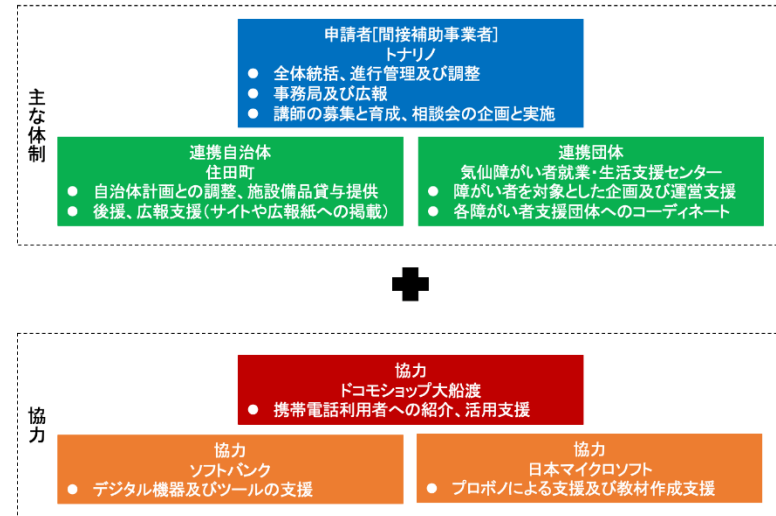 主な体制
申請者[間接補助事業者]
トナリノ
● 全体統括、進行管理及び調整
● 事務局及び広報
● 講師の募集と育成、相談会の企画と実施
連携自治体
住田町
● 自治体計画との調整、施設備品貸与提供
● 後援、広報支援(サイトや広報紙への掲載)
連携団体
気仙障がい者就業・生活支援センター
● 障がい者を対象とした企画及び運営支援
● 各障がい者支援団体へのコーディネート
協力
協力
ドコモショップ大船渡
● 携帯電話利用者への紹介、活用支援
協力
ソフトバンク
● デジタル機器及びツールの支援
協力
日本マイクロソフト
● プロボノによる支援及び教材作成支援